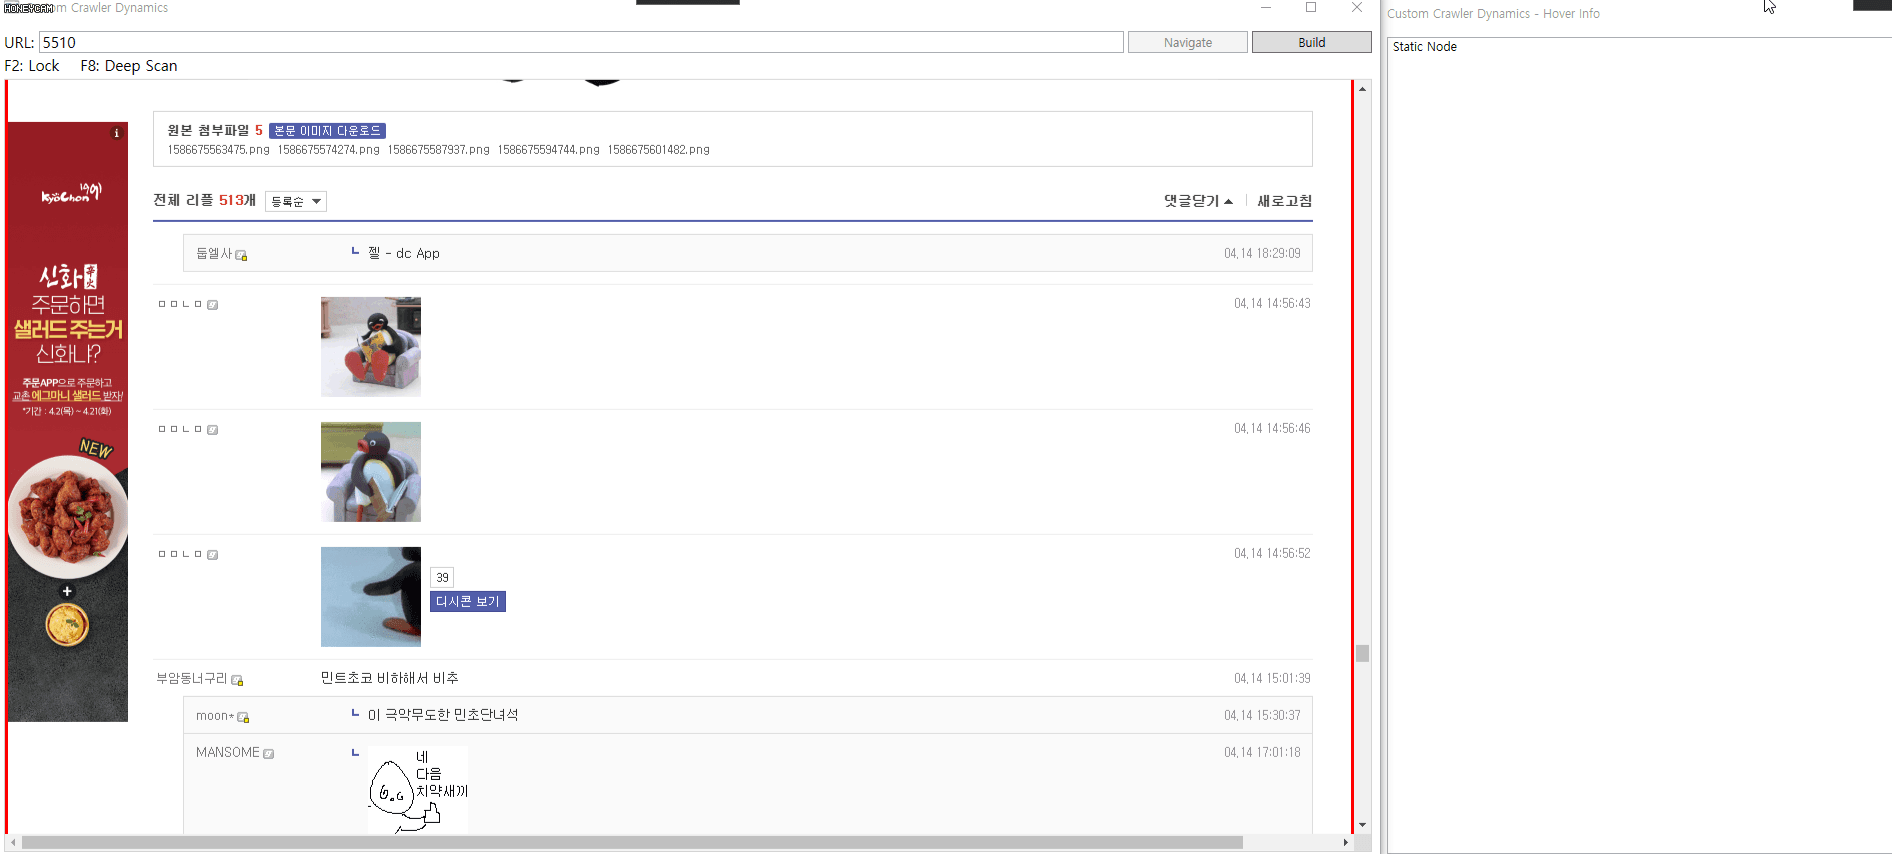 HONEYCAM
om Crawler Dynamics
Custom Crawler Dynamics - Hover Info
URL: 5510
Navigate
Build
F2: Lock F8: Deep Scan
Static Node
원본 첨부파일 5 본문 이미지 다운로드
1586675563475.png 1586675574274.png 1586675587937.png 1586675594744.png 1586675601482.png
전체 리플 513개 등록순
댓글닫기 새로고침
KyoChon 1991
신화
주문하면
샐러드 주는거
신화냐?
주문APP으로 주문하고
교촌 에그마니 샐러드 받자!
*기간 : 4.2(목) ~ 4.21(화)
NEW
+
둡엘사 ㄴ 젤 - dc App 04.14 18:29:09
ㅁㅁㄴㅁ 04.14 14:56:43
ㅁㅁㄴㅁ 04.14 14:56:46
ㅁㅁㄴㅁ 04.14 14:56:52
39
디시콘 보기
부암동너구리 민트초코 비하해서 비추 04.14 15:01:39
moon* ㄴ 이 극악무도한 민초단녀석 04.14 15:30:37
MANSOME ㄴ 04.14 17:01:18
네
다음
치약새끼